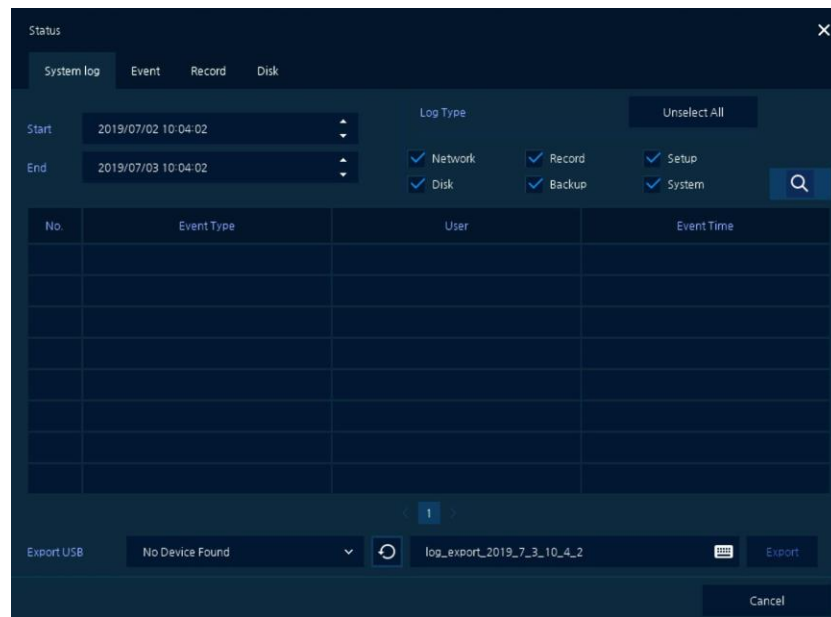 Status
System log Event Record Disk
Log Type Unselect All
Start 2019/07/02 10:04:02
Network Record Setup
End 2019/07/03 10:04:02
Disk Backup System
No. Event Type User Event Time
1
Export USB No Device Found log_export_2019_7_3_10_4_2 Export
Cancel